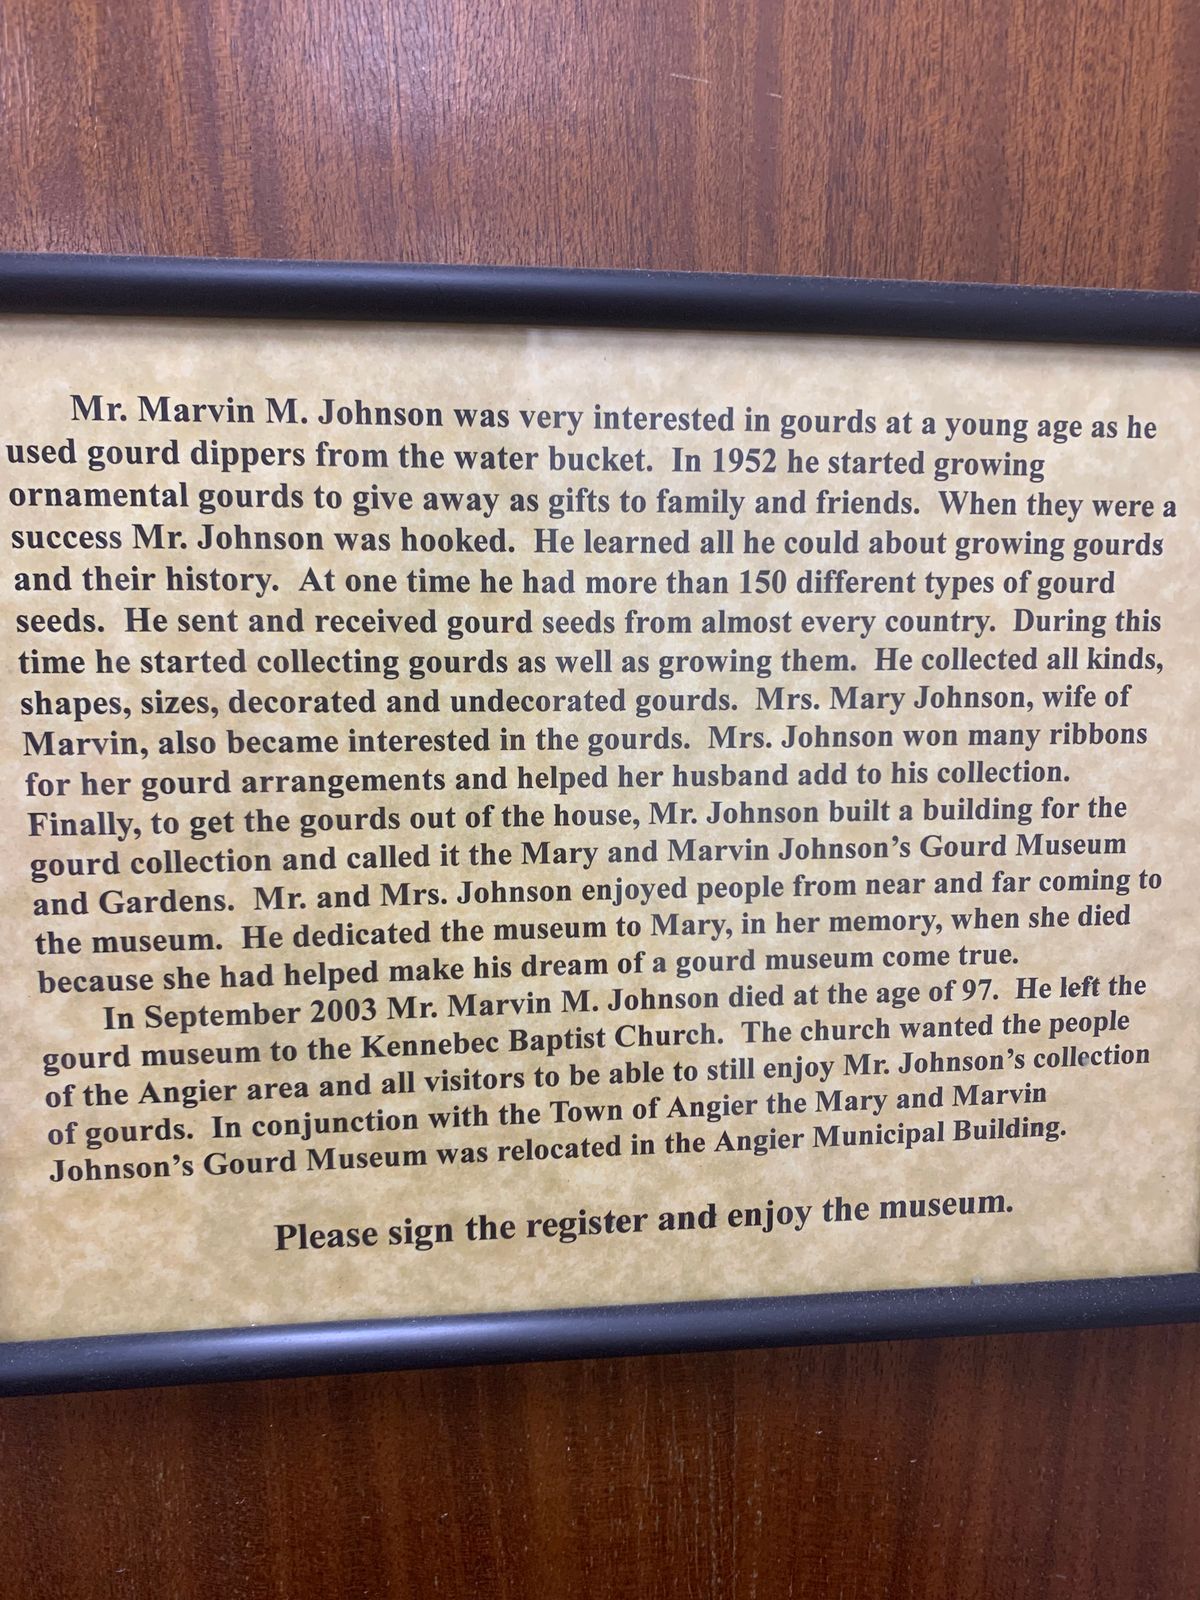 Mr. Marvin M. Johnson was very interested in gourds at a young age as he
used gourd dippers from the water bucket. In 1952 he started growing
ornamental gourds to give away as gifts to family and friends. When they were a
success Mr. Johnson was hooked. He learned all he could about growing gourds
and their history. At one time he had more than 150 different types of gourd
seeds. He sent and received gourd seeds from almost every country. During this
time he started collecting gourds as well as growing them. He collected all kinds,
shapes, sizes, decorated and undecorated gourds. Mrs. Mary Johnson, wife of
Marvin, also became interested in the gourds. Mrs. Johnson won many ribbons
for her gourd arrangements and helped her husband add to his collection.
Finally, to get the gourds out of the house, Mr. Johnson built a building for the
gourd collection and called it the Mary and Marvin Johnson's Gourd Museum
and Gardens. Mr. and Mrs. Johnson enjoyed people from near and far coming to
the museum. He dedicated the museum to Mary, in her memory, when she died
because she had helped make his dream of a gourd museum come true.
In September 2003 Mr. Marvin M. Johnson died at the age of 97. He left the
gourd museum to the Kennebec Baptist Church. The church wanted the people
of the Angier area and all visitors to be able to still enjoy Mr. Johnson's collection
of gourds. In conjunction with the Town of Angier the Mary and Marvin
Johnson's Gourd Museum was relocated in the Angier Municipal Building.
Please sign the register and enjoy the museum.